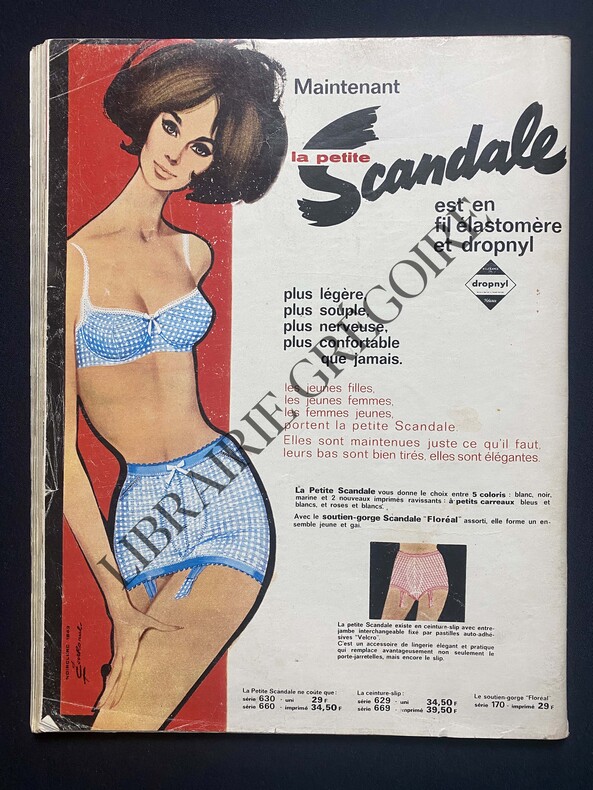 Maintenant
la petite
Scandale
est en
fil élastomère
et dropnyl
dropnyl
plus légère,
plus souple,
plus nerveuse,
plus confortable
que jamais.
les jeunes filles,
les jeunes femmes,
les femmes jeunes,
portent la petite Scandale.
Elles sont maintenues juste ce qu'il faut,
leurs bas sont bien tirés, elles sont élégantes.
La Petite Scandale vous donne le choix entre 5 coloris : blanc, noir,
marine et 2 nouveaux imprimés ravissants : à petits carreaux bleus et
blancs, et roses et blancs.
Avec le soutien-gorge Scandale "Floréal" assorti, elle forme un en-
semble jeune et gai.
La petite Scandale existe en ceinture-slip avec entre-
jambe interchangeable fixé par pastilles auto-adhé-
sives "Velcro".
C'est un accessoire de lingerie élégant et pratique
qui remplace avantageusement non seulement le
porte-jarretelles, mais encore le slip.
La Petite Scandale ne coûte que :
série 630 - uni 29 F
série 660 - imprimé 34,50 F
La ceinture-slip :
série 629 - uni 34,50 F
série 669 - imprimé 39,50 F
Le soutien-gorge "Floréal"
série 170 - imprimé 29 F
NOIRCLERC 1963
LIBRAIRIE GRÉGOIRE